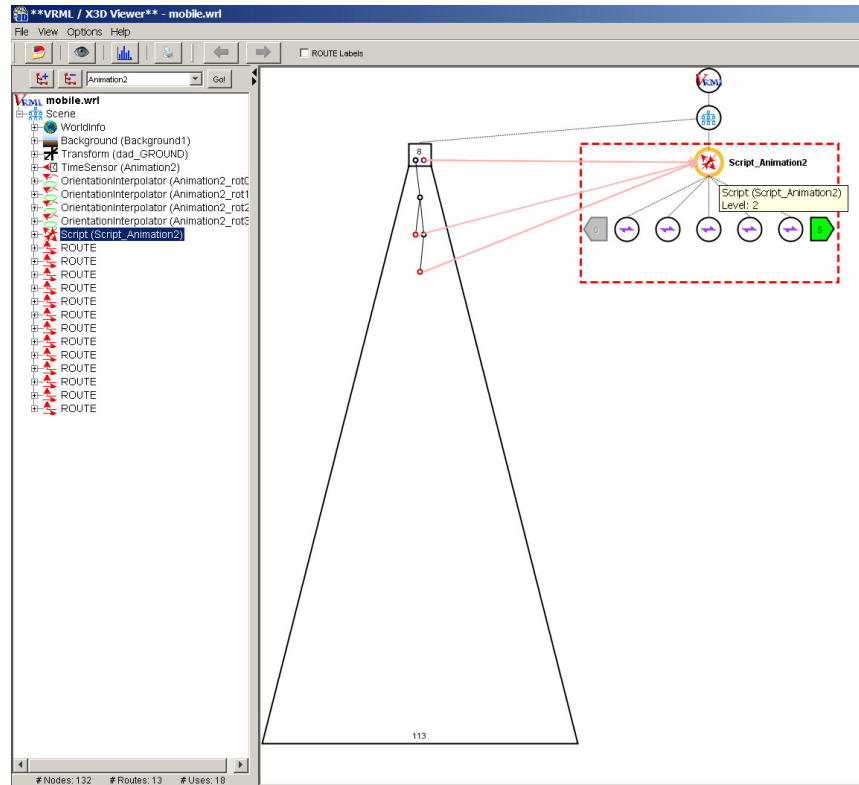 **VRML / X3D Viewer** - mobile.wrl
File View Options Help
ROUTE Labels
Animation2 Go!
VRML mobile.wrl
Scene
WorldInfo
Background (Background1)
Transform (dad_GROUND)
TimeSensor (Animation2)
OrientationInterpolator (Animation2_rot0
OrientationInterpolator (Animation2_rot1
OrientationInterpolator (Animation2_rot2
OrientationInterpolator (Animation2_rot3
Script (Script_Animation2)
ROUTE
ROUTE
ROUTE
ROUTE
ROUTE
ROUTE
ROUTE
ROUTE
ROUTE
ROUTE
ROUTE
ROUTE
ROUTE
# Nodes: 132 # Routes: 13 # Uses: 18
VRML
8
Script_Animation2
Script (Script_Animation2)
Level: 2
0
5
113